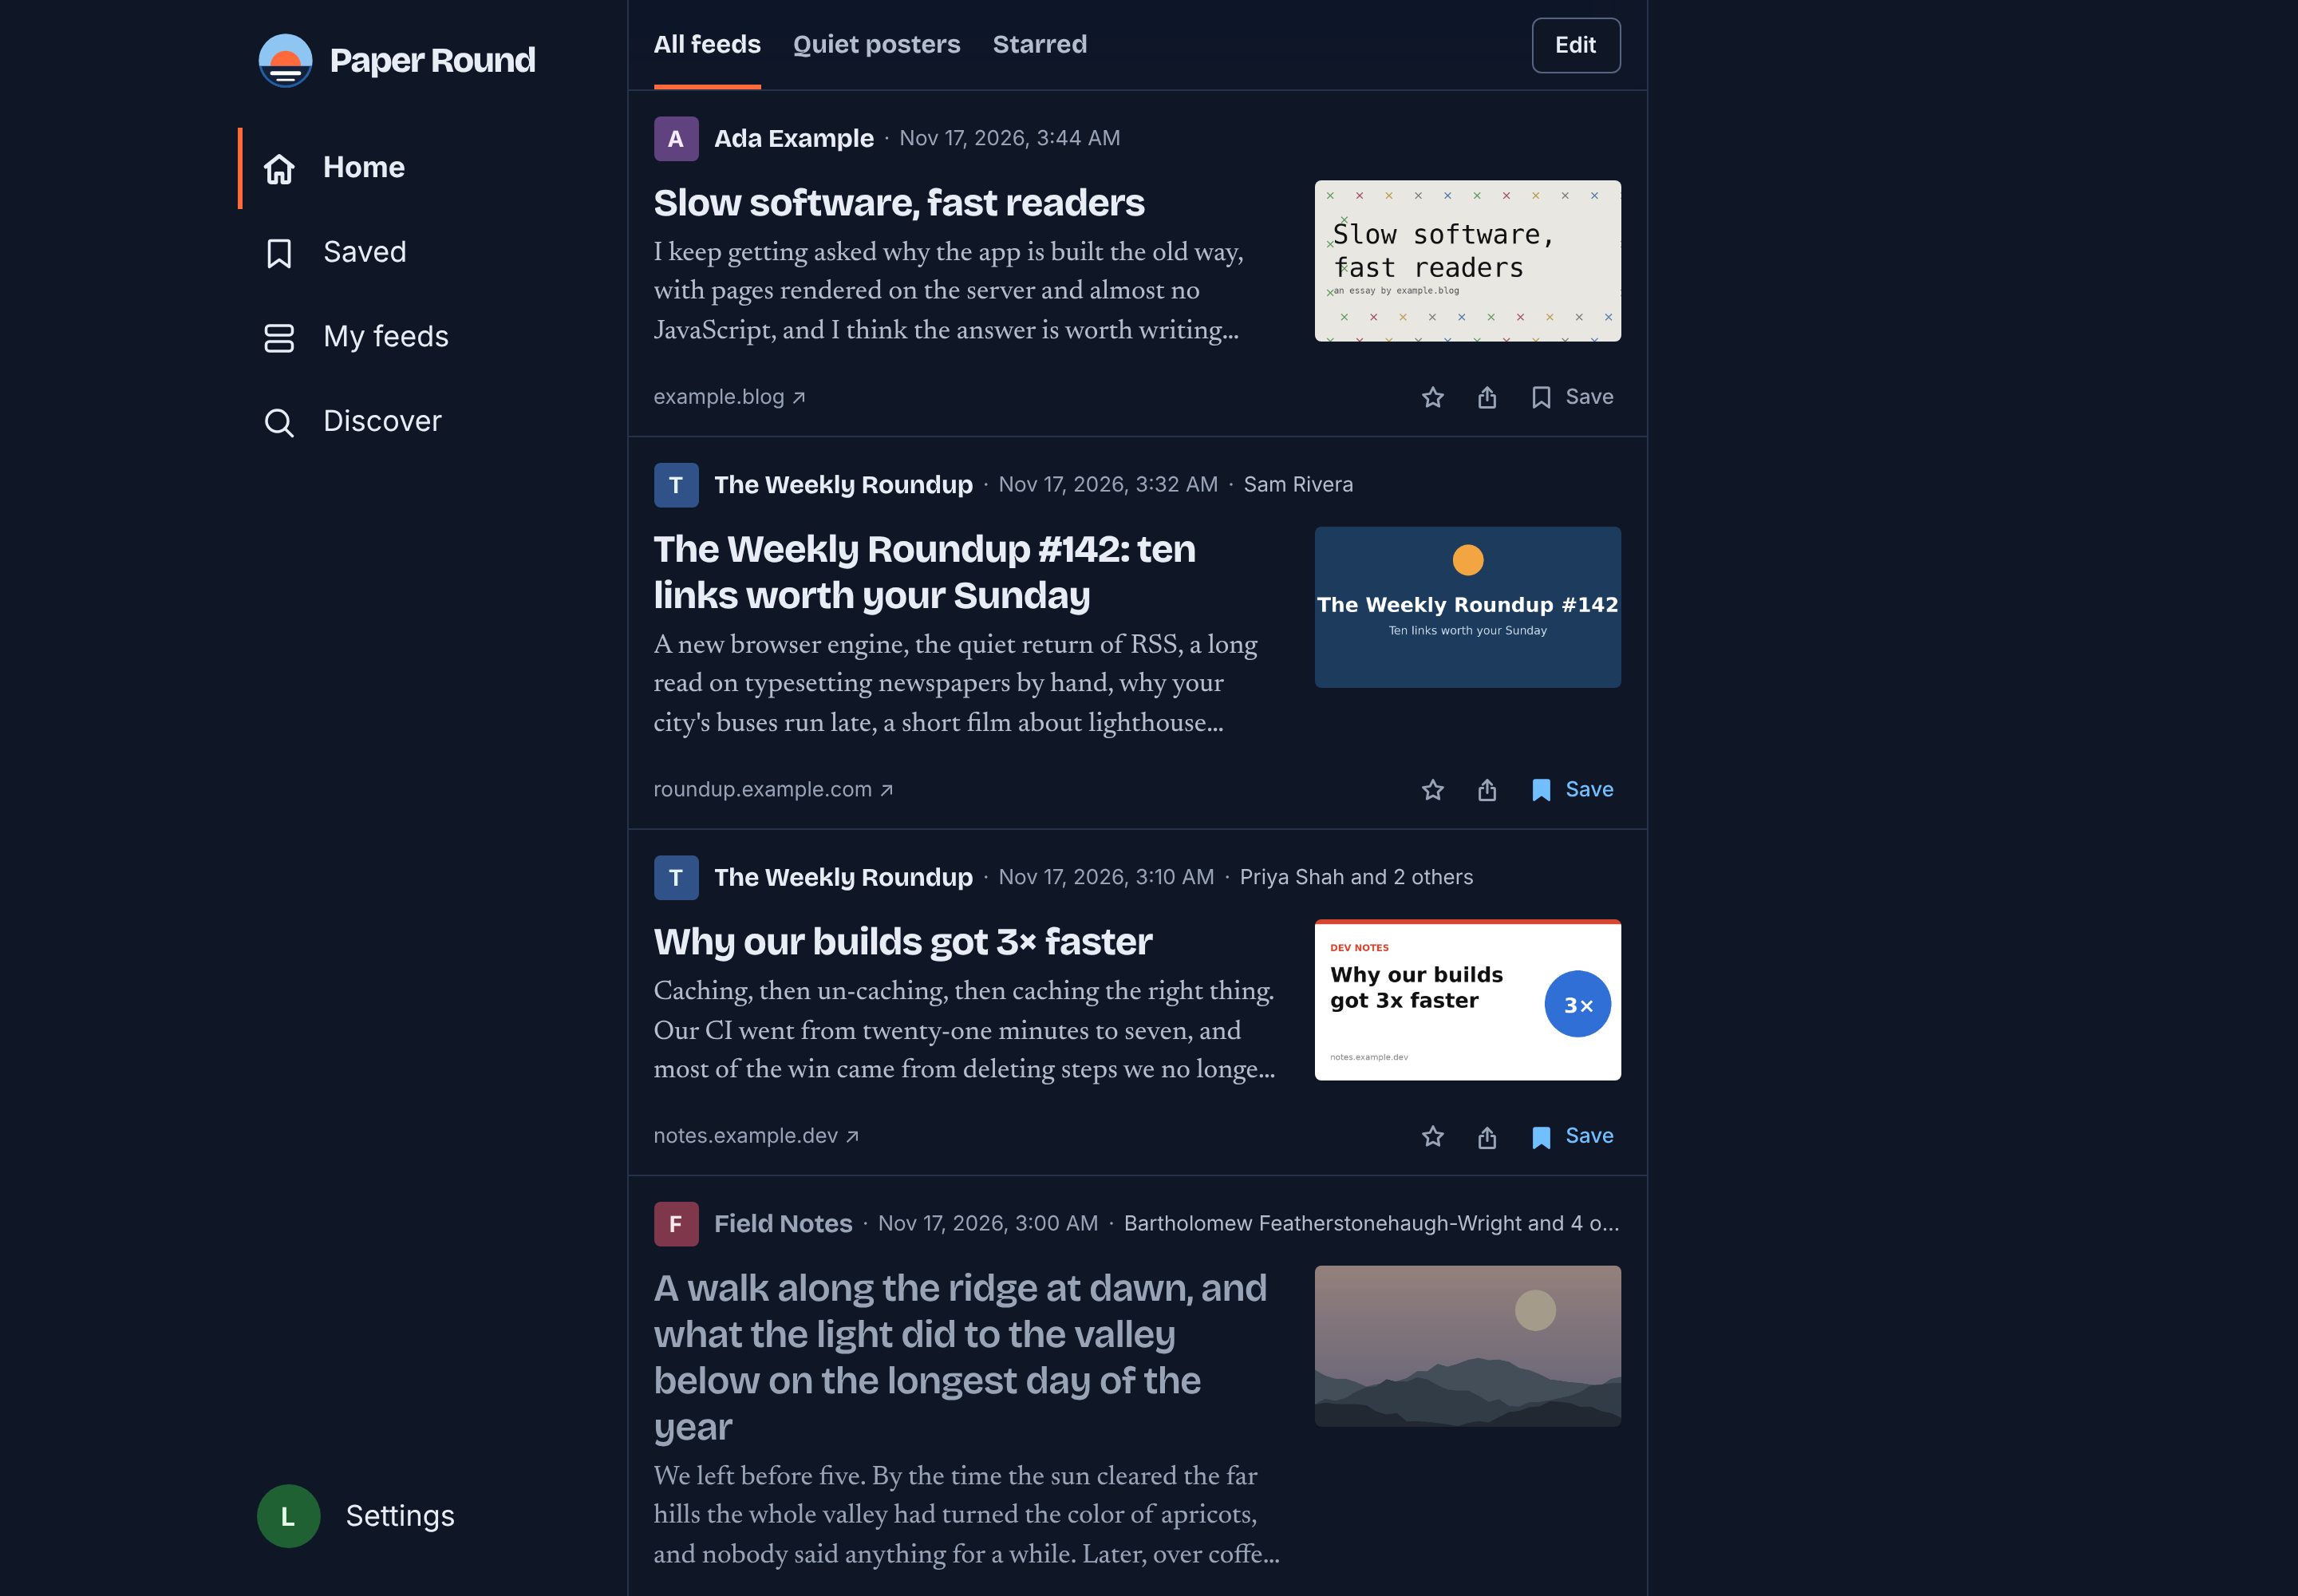 Paper Round
Home
Saved
My feeds
Discover
L Settings
All feeds Quiet posters Starred Edit
A Ada Example · Nov 17, 2026, 3:44 AM
Slow software, fast readers
I keep getting asked why the app is built the old way,
with pages rendered on the server and almost no
JavaScript, and I think the answer is worth writing...
Slow software,
fast readers
an essay by example.blog
example.blog ↗ Save
T The Weekly Roundup · Nov 17, 2026, 3:32 AM · Sam Rivera
The Weekly Roundup #142: ten
links worth your Sunday
A new browser engine, the quiet return of RSS, a long
read on typesetting newspapers by hand, why your
city's buses run late, a short film about lighthouse...
The Weekly Roundup #142
Ten links worth your Sunday
roundup.example.com ↗ Save
T The Weekly Roundup · Nov 17, 2026, 3:10 AM · Priya Shah and 2 others
Why our builds got 3× faster
Caching, then un-caching, then caching the right thing.
Our CI went from twenty-one minutes to seven, and
most of the win came from deleting steps we no longe...
DEV NOTES
Why our builds
got 3x faster
3×
notes.example.dev
notes.example.dev ↗ Save
F Field Notes · Nov 17, 2026, 3:00 AM · Bartholomew Featherstonehaugh-Wright and 4 o...
A walk along the ridge at dawn, and
what the light did to the valley
below on the longest day of the
year
We left before five. By the time the sun cleared the far
hills the whole valley had turned the color of apricots,
and nobody said anything for a while. Later, over coffe...